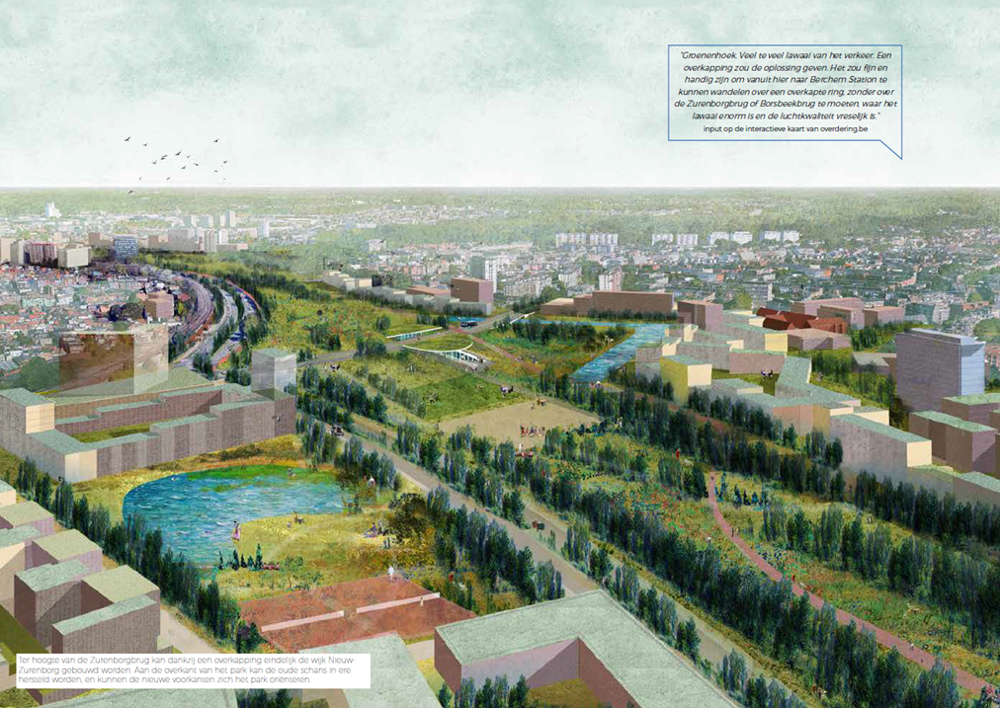 "Groenenhoek. Veel te veel lawaai van het verkeer. Een
overkapping zou de oplossing geven. Het zou fijn en
handig zijn om vanuit hier naar Berchem Station te
kunnen wandelen over een overkapte ring, zonder over
de Zurenborgbrug of Borsbeekbrug te moeten, waar het
lawaai enorm is en de luchtkwaliteit vreselijk is."
input op de interactieve kaart van overdering.be
Ter hoogte van de Zurenborgbrug kan dankzij een overkapping eindelijk de wijk Nieuw-
Zurenborg gebouwd worden. Aan de overkant van het park kan de oude schans in ere
hersteld worden, en kunnen de nieuwe voorkanten zich het park oriënteren.